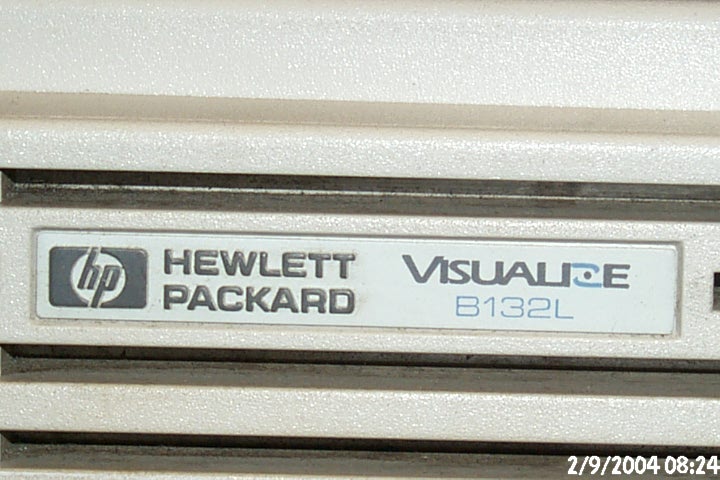 hp HEWLETT PACKARD
VISUALIZE
B132L
2/9/2004 08:24